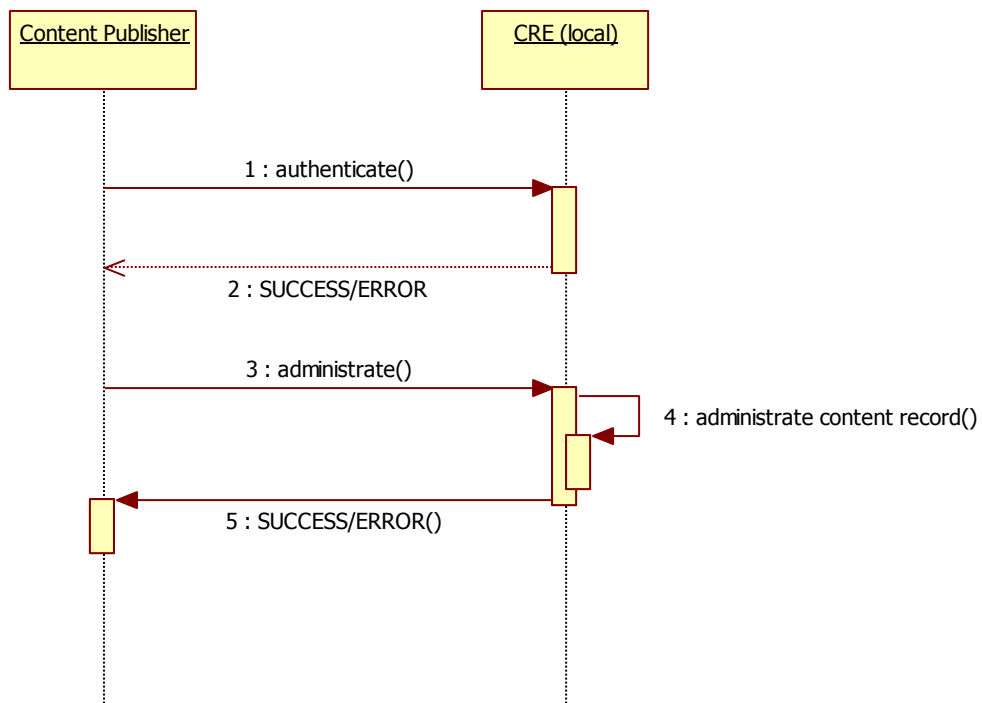 Content Publisher
CRE (local)
1 : authenticate()
2 : SUCCESS/ERROR
3 : administrate()
4 : administrate content record()
5 : SUCCESS/ERROR()